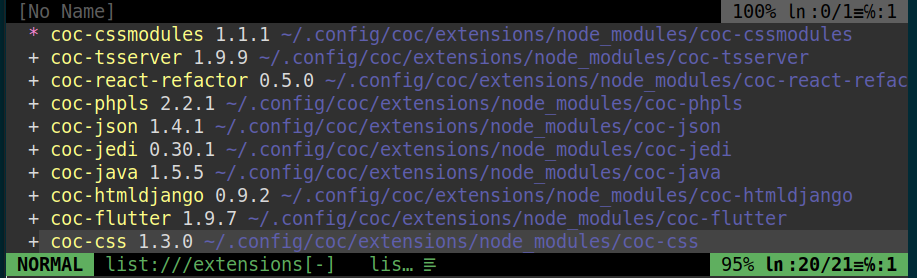 [No Name] 100% ln:0/1≡℅:1
* coc-cssmodules 1.1.1 ~/.config/coc/extensions/node_modules/coc-cssmodules
+ coc-tsserver 1.9.9 ~/.config/coc/extensions/node_modules/coc-tsserver
+ coc-react-refactor 0.5.0 ~/.config/coc/extensions/node_modules/coc-react-refac
+ coc-phpls 2.2.1 ~/.config/coc/extensions/node_modules/coc-phpls
+ coc-json 1.4.1 ~/.config/coc/extensions/node_modules/coc-json
+ coc-jedi 0.30.1 ~/.config/coc/extensions/node_modules/coc-jedi
+ coc-java 1.5.5 ~/.config/coc/extensions/node_modules/coc-java
+ coc-htmldjango 0.9.2 ~/.config/coc/extensions/node_modules/coc-htmldjango
+ coc-flutter 1.9.7 ~/.config/coc/extensions/node_modules/coc-flutter
+ coc-css 1.3.0 ~/.config/coc/extensions/node_modules/coc-css
NORMAL list:///extensions[-] lis… 95% ln:20/21≡℅:1